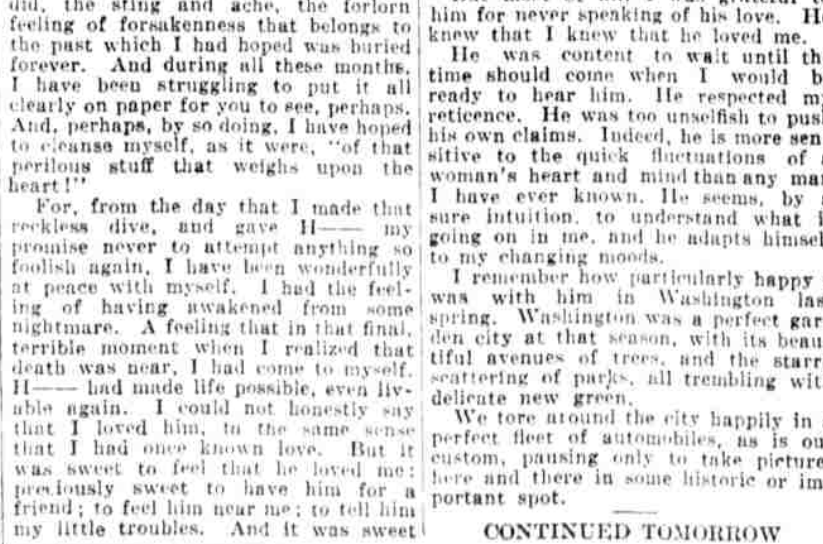 did, the sting and ache, the forlorn
feeling of forsakenness that belongs to
the past which I had hoped was buried
forever. And during all these months,
I have been struggling to put it all
clearly on paper for you to see, perhaps.
And, perhaps, by so doing, I have hoped
to cleanse myself, as it were, "of that
perilous stuff that weighs upon the
heart!"
For, from the day that I made that
reckless dive, and gave H—— my
promise never to attempt anything so
foolish again, I have been wonderfully
at peace with myself. I had the feel-
ing of having awakened from some
nightmare. A feeling that in that final,
terrible moment when I realized that
death was near, I had come to myself.
H—— had made life possible, even liv-
able again. I could not honestly say
that I loved him, in the same sense
that I had once known love. But it
was sweet to feel that he loved me;
preciously sweet to have him for a
friend; to feel him near me; to tell him
my little troubles. And it was sweet
him for never speaking of his love. He
knew that I knew that he loved me.
He was content to wait until th
time should come when I would b
ready to hear him. He respected m
reticence. He was too unselfish to pus
his own claims. Indeed, he is more sen
sitive to the quick fluctuations of
woman's heart and mind than any ma
I have ever known. He seems, by
sure intuition, to understand what i
going on in me, and he adapts himsel
to my changing moods.
I remember how particularly happy
was with him in Washington las
spring. Washington was a perfect gar
den city at that season, with its beau
tiful avenues of trees, and the starr
scattering of parks, all trembling wit
delicate new green.
We tore around the city happily in
perfect fleet of automobiles, as is ou
custom, pausing only to take picture
here and there in some historic or im
portant spot.
CONTINUED TOMORROW